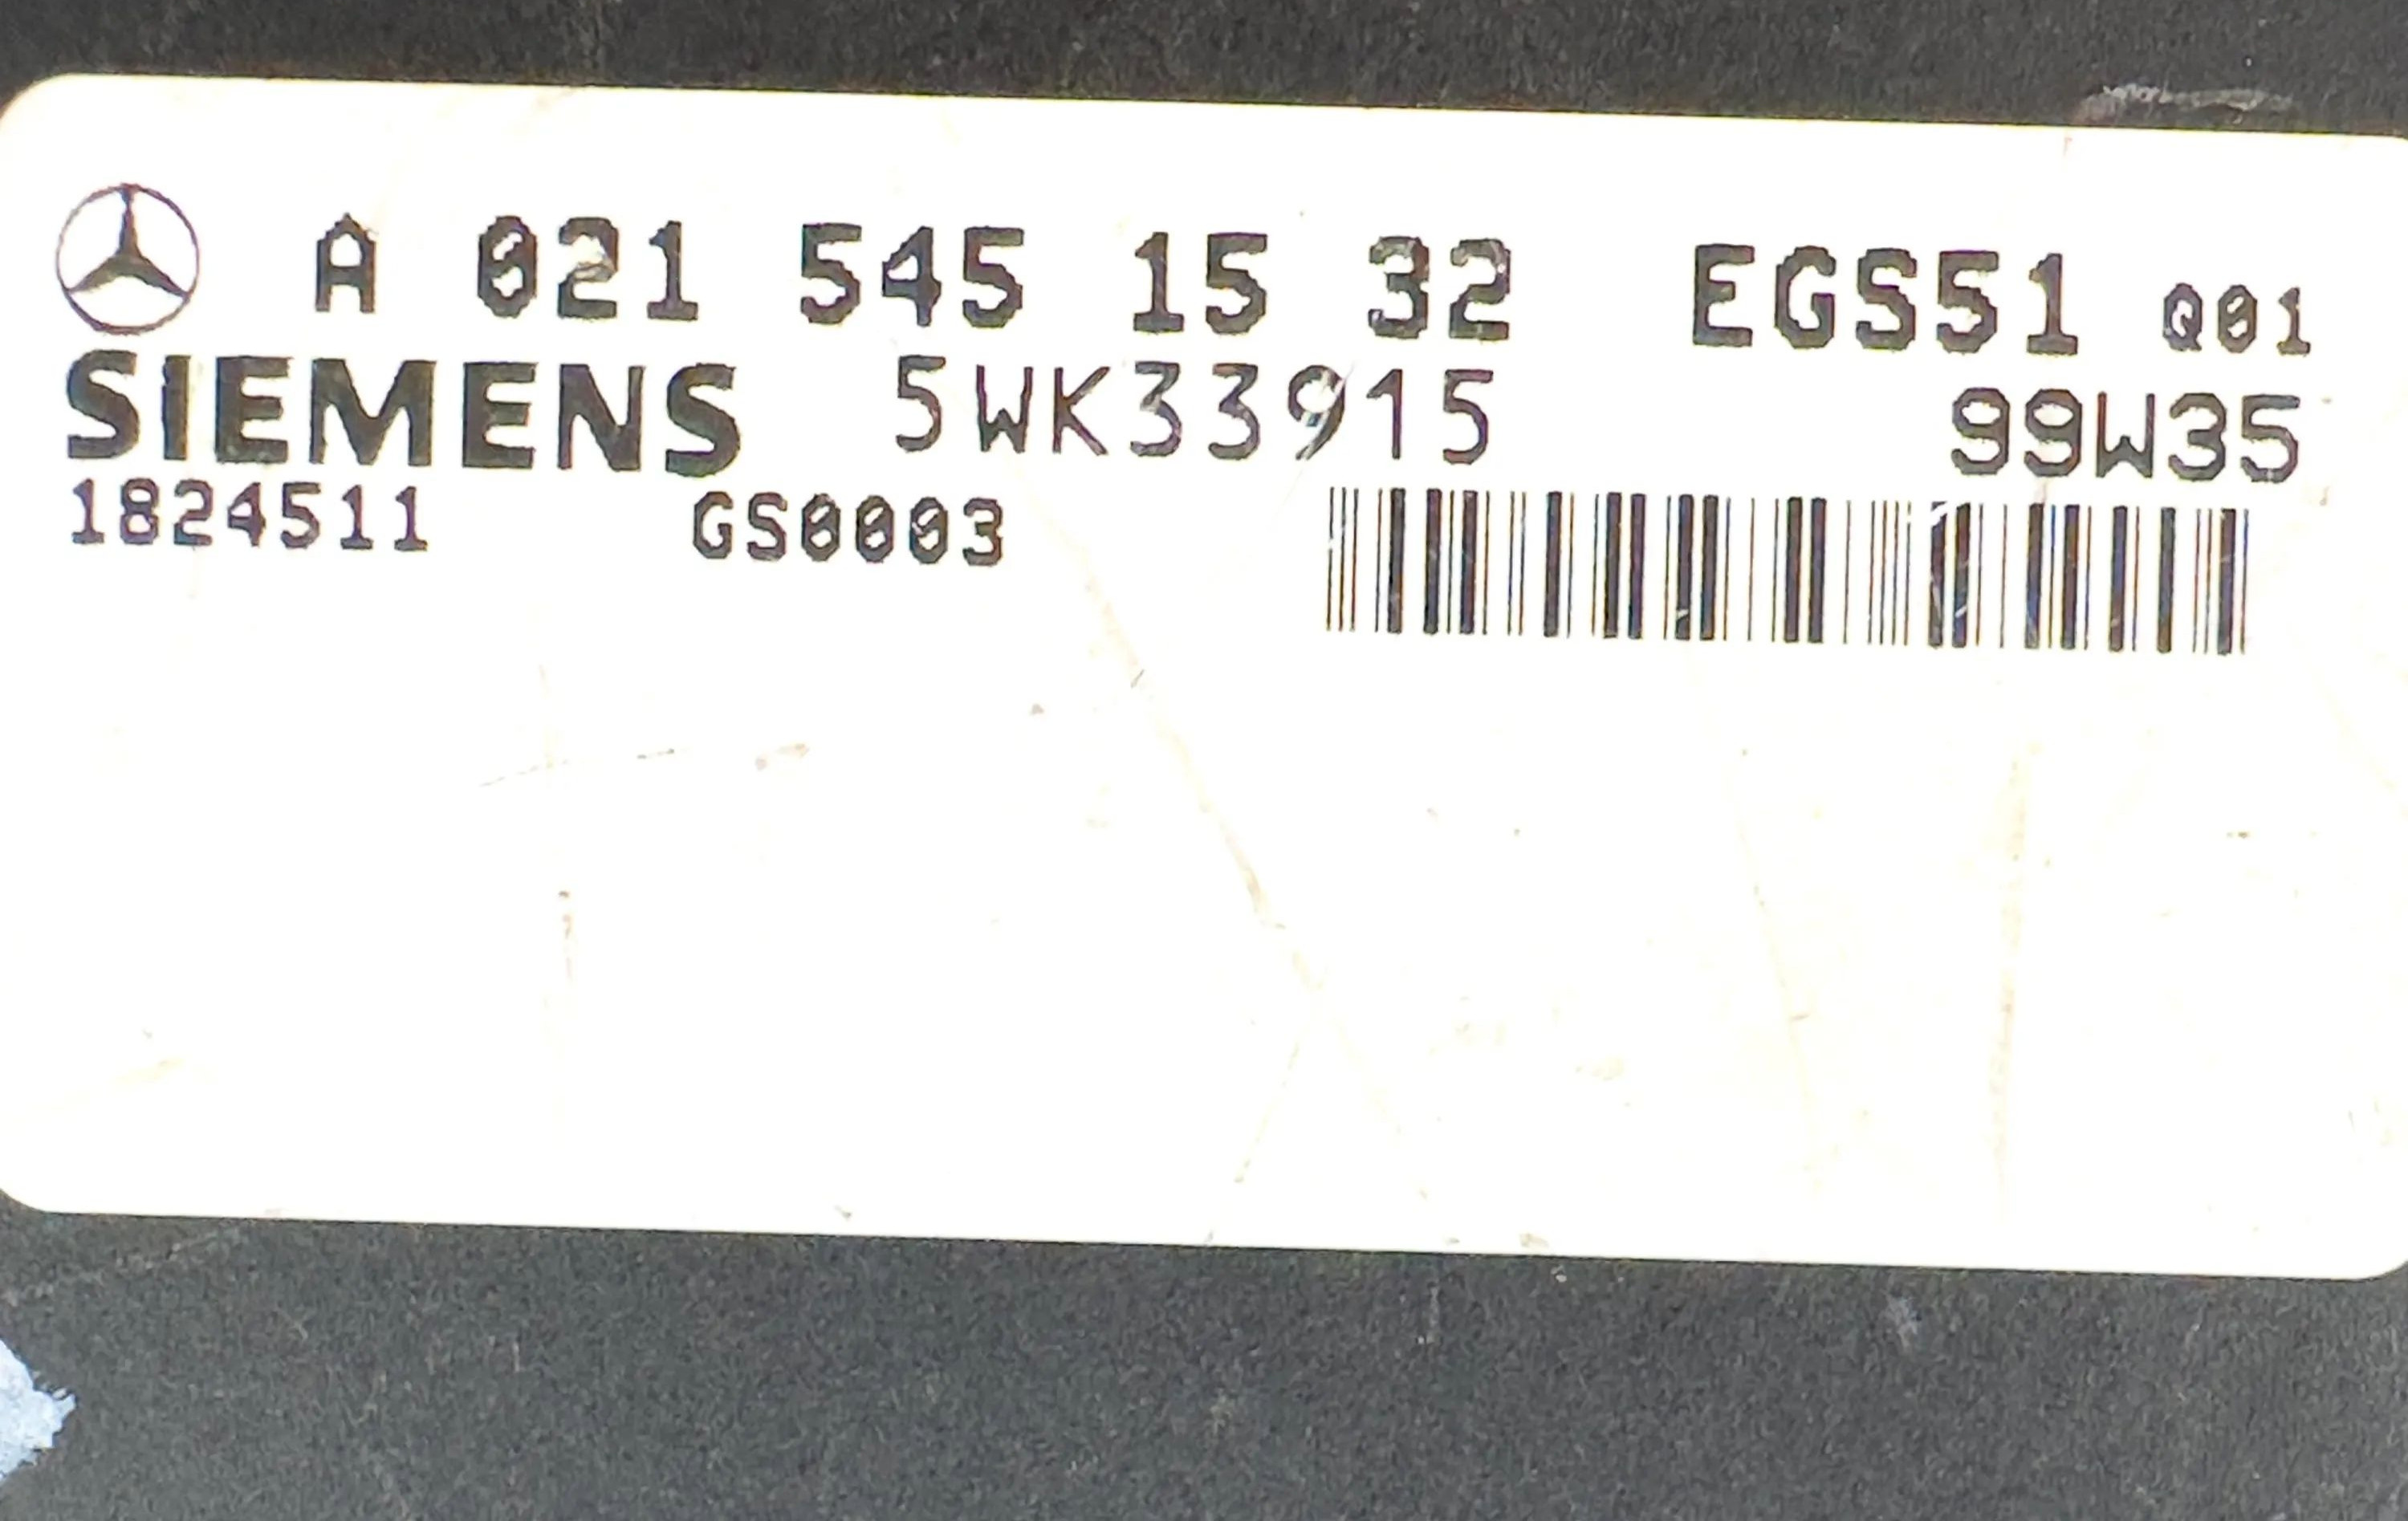 A 021 545 15 32 EGS51 Q01
SIEMENS 5WK33915 99W35
1824511 GS0003